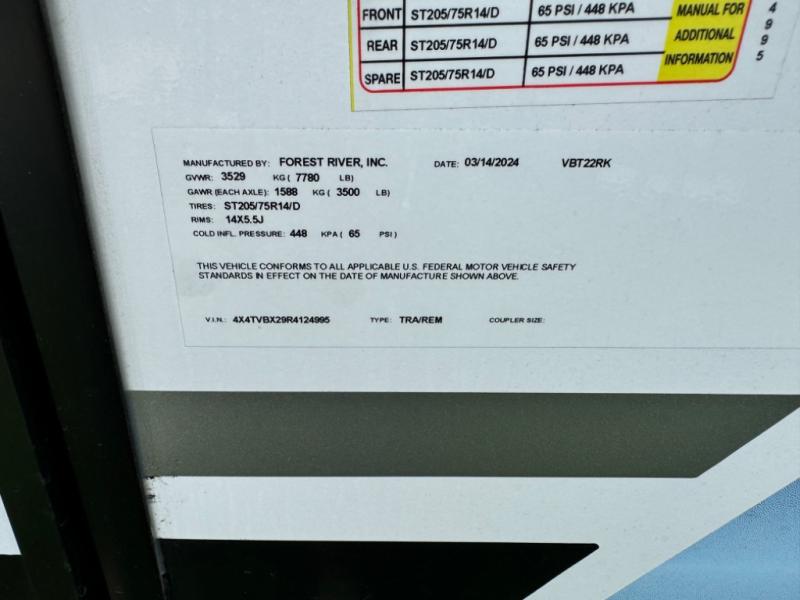 FRONT ST205/75R14/D 65 PSI / 448 KPA MANUAL FOR
REAR ST205/75R14/D 65 PSI / 448 KPA ADDITIONAL
SPARE ST205/75R14/D 65 PSI / 448 KPA INFORMATION
4
9
9
5
MANUFACTURED BY: FOREST RIVER, INC. DATE: 03/14/2024 VBT22RK
GVWR: 3529 KG ( 7780 LB)
GAWR (EACH AXLE): 1588 KG ( 3500 LB)
TIRES: ST205/75R14/D
RIMS: 14X5.5J
COLD INFL. PRESSURE: 448 KPA ( 65 PSI )
THIS VEHICLE CONFORMS TO ALL APPLICABLE U.S. FEDERAL MOTOR VEHICLE SAFETY
STANDARDS IN EFFECT ON THE DATE OF MANUFACTURE SHOWN ABOVE.
V.I.N.: 4X4TVBX29R4124995 TYPE: TRA/REM COUPLER SIZE: